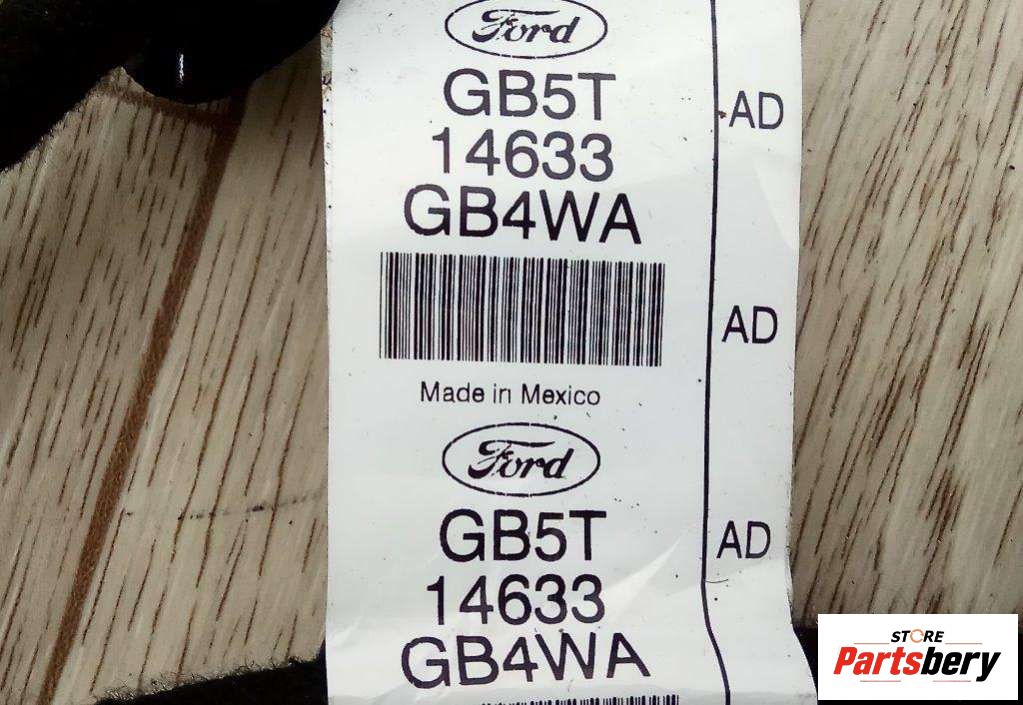 Ford
GB5T
14633
GB4WA
AD
AD
Made in Mexico
Ford
GB5T
14633
GB4WA
AD
STORE
Partsbery